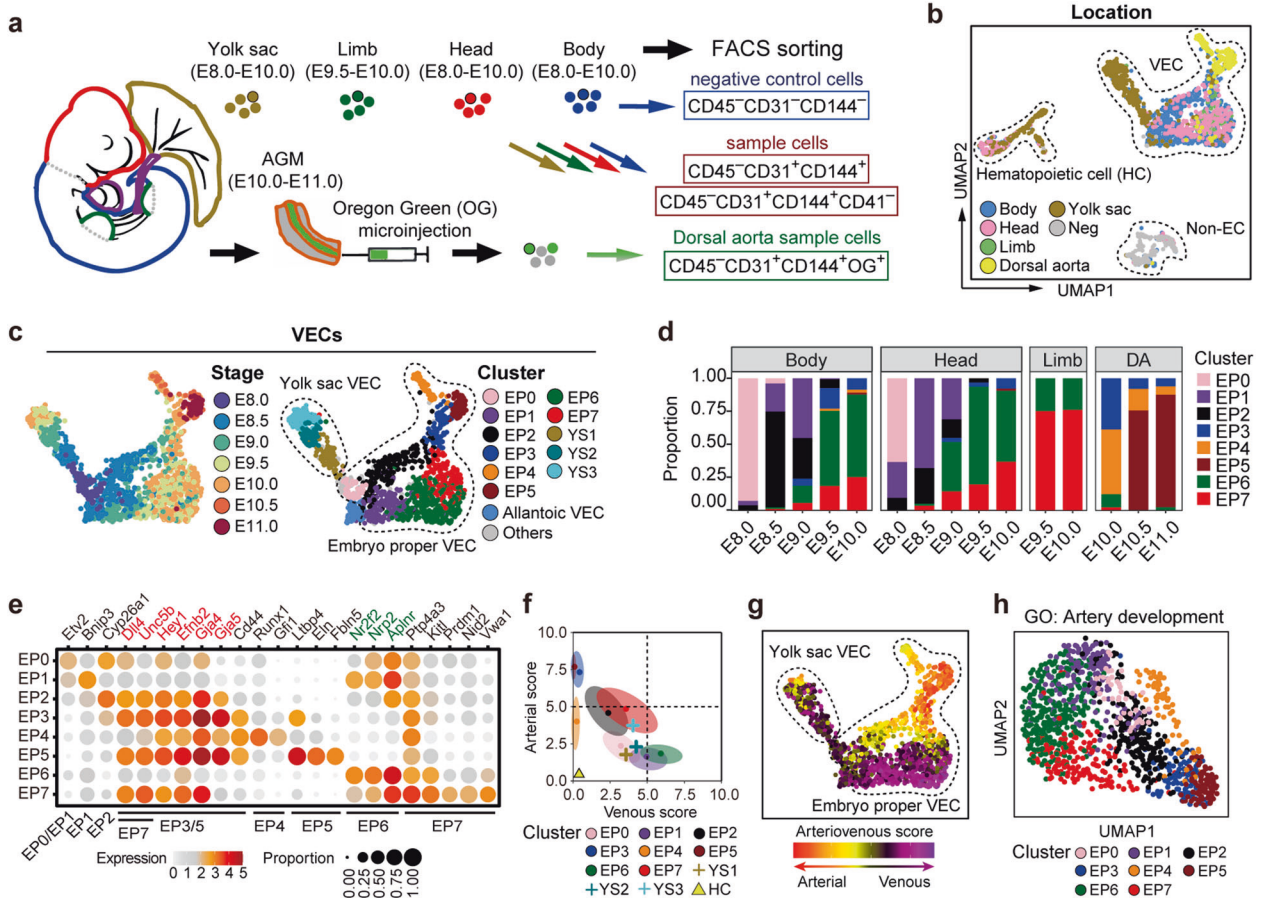 a
Yolk sac
(E8.0-E10.0)
Limb
(E9.5-E10.0)
Head
(E8.0-E10.0)
Body
(E8.0-E10.0)
FACS sorting
negative control cells
CD45⁻CD31⁻CD144⁻
sample cells
CD45⁻CD31⁺CD144⁺
CD45⁻CD31⁺CD144⁺CD41⁻
AGM
(E10.0-E11.0)
Oregon Green (OG)
microinjection
Dorsal aorta sample cells
CD45⁻CD31⁺CD144⁺OG⁺
b
Location
VEC
Hematopoietic cell (HC)
Non-EC
Body
Head
Limb
Dorsal aorta
Yolk sac
Neg
UMAP2
UMAP1
c
VECs
Stage
E8.0
E8.5
E9.0
E9.5
E10.0
E10.5
E11.0
Yolk sac VEC
Embryo proper VEC
Cluster
EP0
EP1
EP2
EP3
EP4
EP5
Allantoic VEC
Others
EP6
EP7
YS1
YS2
YS3
d
Body
Head
Limb
DA
Proportion
1.00
0.75
0.50
0.25
0.00
E8.0
E8.5
E9.0
E9.5
E10.0
E8.0
E8.5
E9.0
E9.5
E10.0
E9.5
E10.0
E10.0
E10.5
E11.0
Cluster
EP0
EP1
EP2
EP3
EP4
EP5
EP6
EP7
e
Etv2
Bnip3
Cyp26a1
Dll4
Unc5b
Hey1
Efnb2
Gja4
Gja5
Cd44
Runx1
Gfi1
Ltbp4
Eln
Fbln5
Nr2f2
Nrp2
Aplnr
Ptp4a3
Kitl
Prdm1
Nid2
Vwa1
EP0
EP1
EP2
EP3
EP4
EP5
EP6
EP7
EP0/EP1
EP1
EP2
EP7
EP3/5
EP4
EP5
EP6
EP7
Expression
0 1 2 3 4 5
Proportion
0.00
0.25
0.50
0.75
1.00
f
Arterial score
10.0
7.5
5.0
2.5
0.0
0.0 2.5 5.0 7.5 10.0
Venous score
Cluster
EP0 EP1 EP2
EP3 EP4 EP5
EP6 EP7 YS1
YS2 YS3 HC
g
Yolk sac VEC
Embryo proper VEC
Arteriovenous score
Arterial Venous
h
GO: Artery development
UMAP2
UMAP1
Cluster
EP0 EP1 EP2
EP3 EP4 EP5
EP6 EP7